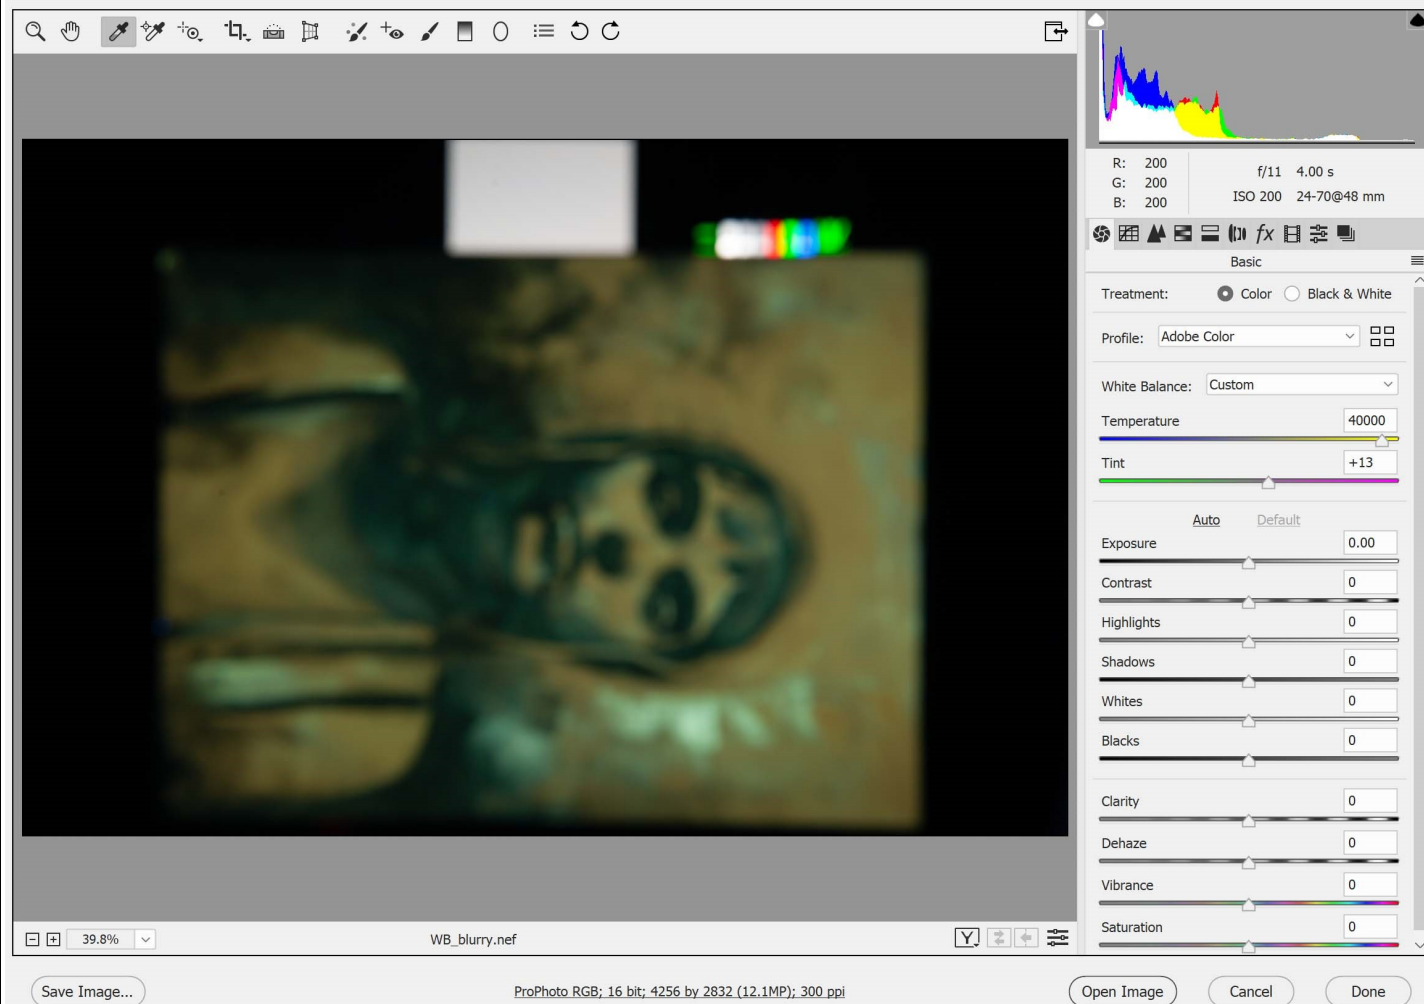 R: 200
G: 200
B: 200
f/11 4.00 s
ISO 200 24-70@48 mm
fx
Basic
Treatment: Color Black & White
Profile: Adobe Color
White Balance: Custom
Temperature 40000
Tint +13
Auto Default
Exposure 0.00
Contrast 0
Highlights 0
Shadows 0
Whites 0
Blacks 0
Clarity 0
Dehaze 0
Vibrance 0
Saturation 0
39.8% WB_blurry.nef Y
Save Image... ProPhoto RGB; 16 bit; 4256 by 2832 (12.1MP); 300 ppi Open Image Cancel Done